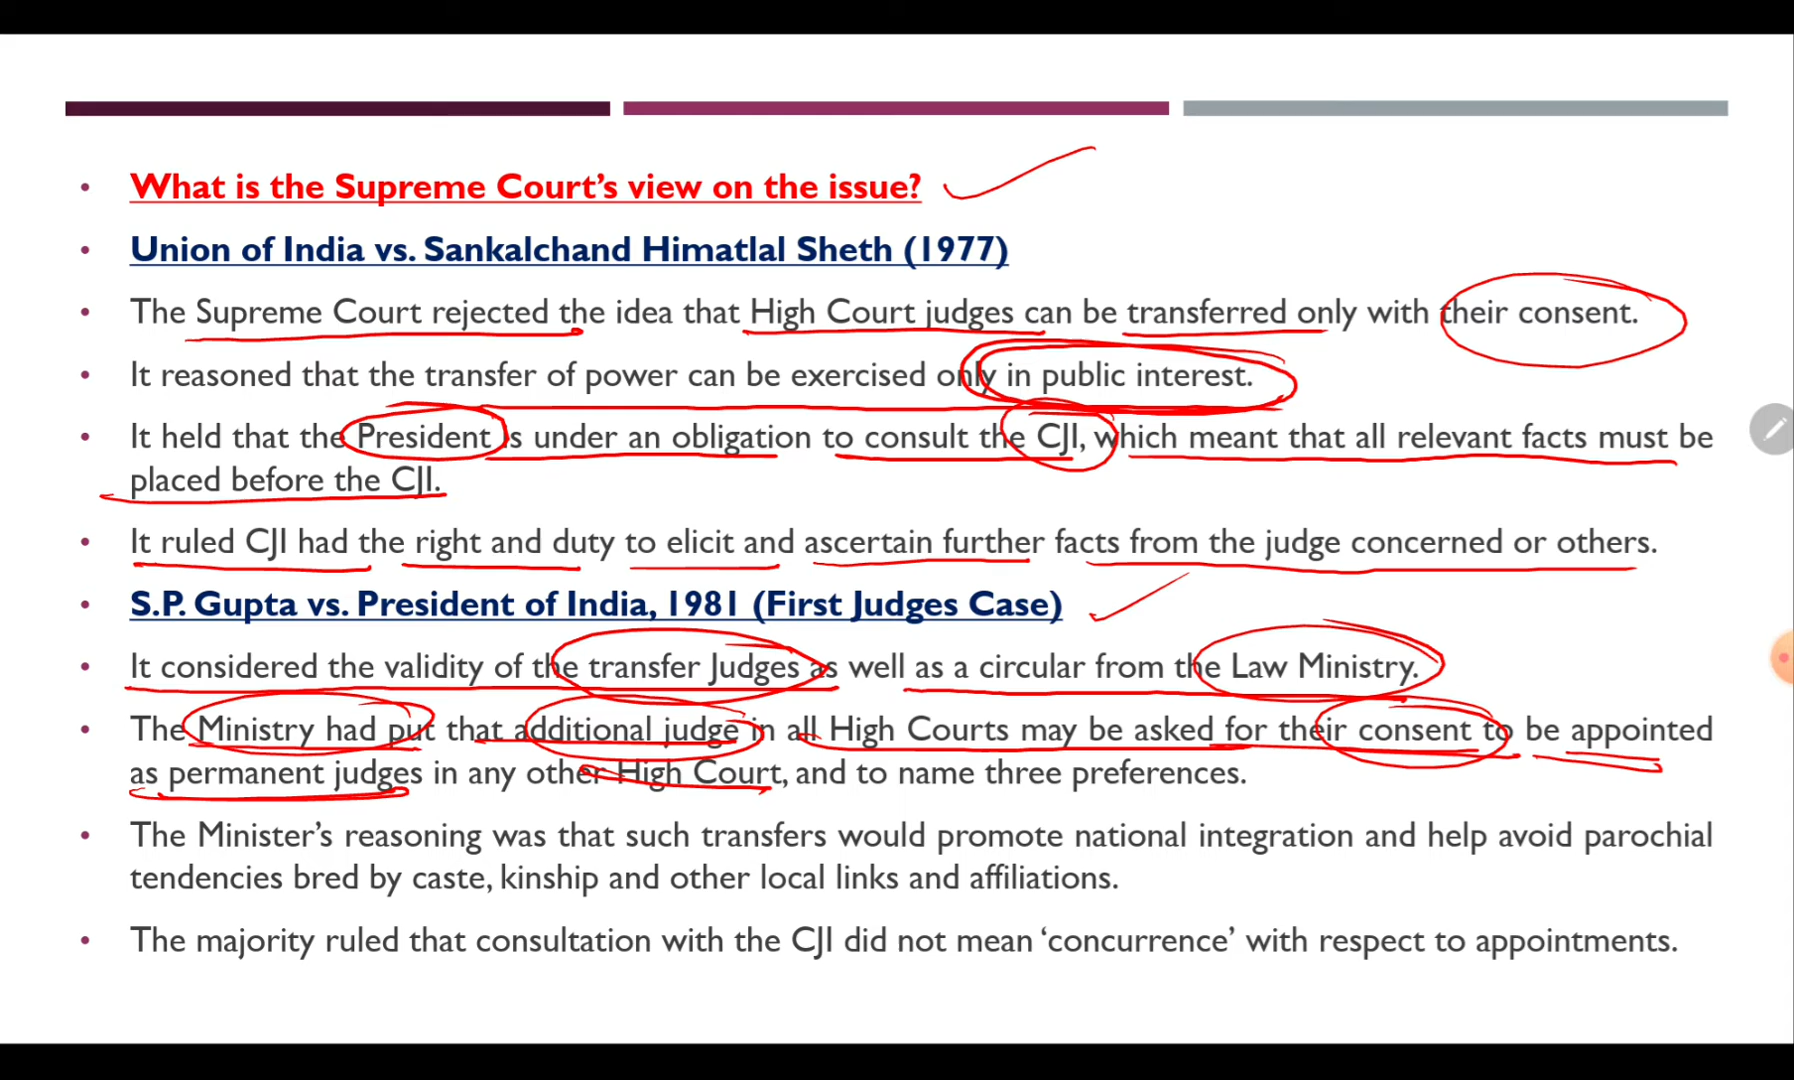 What is the Supreme Court's view on the issue?
Union of India vs. Sankalchand Himatlal Sheth (1977)
The Supreme Court rejected the idea that High Court judges can be transferred only with their consent.
It reasoned that the transfer of power can be exercised only in public interest.
It held that the President is under an obligation to consult the CJI, which meant that all relevant facts must be
placed before the CJI.
It ruled CJI had the right and duty to elicit and ascertain further facts from the judge concerned or others.
S.P. Gupta vs. President of India, 1981 (First Judges Case)
It considered the validity of the transfer Judges as well as a circular from the Law Ministry.
The Ministry had put that additional judge in all High Courts may be asked for their consent to be appointed
as permanent judges in any other High Court, and to name three preferences.
The Minister's reasoning was that such transfers would promote national integration and help avoid parochial
tendencies bred by caste, kinship and other local links and affiliations.
The majority ruled that consultation with the CJI did not mean ‘concurrence’ with respect to appointments.